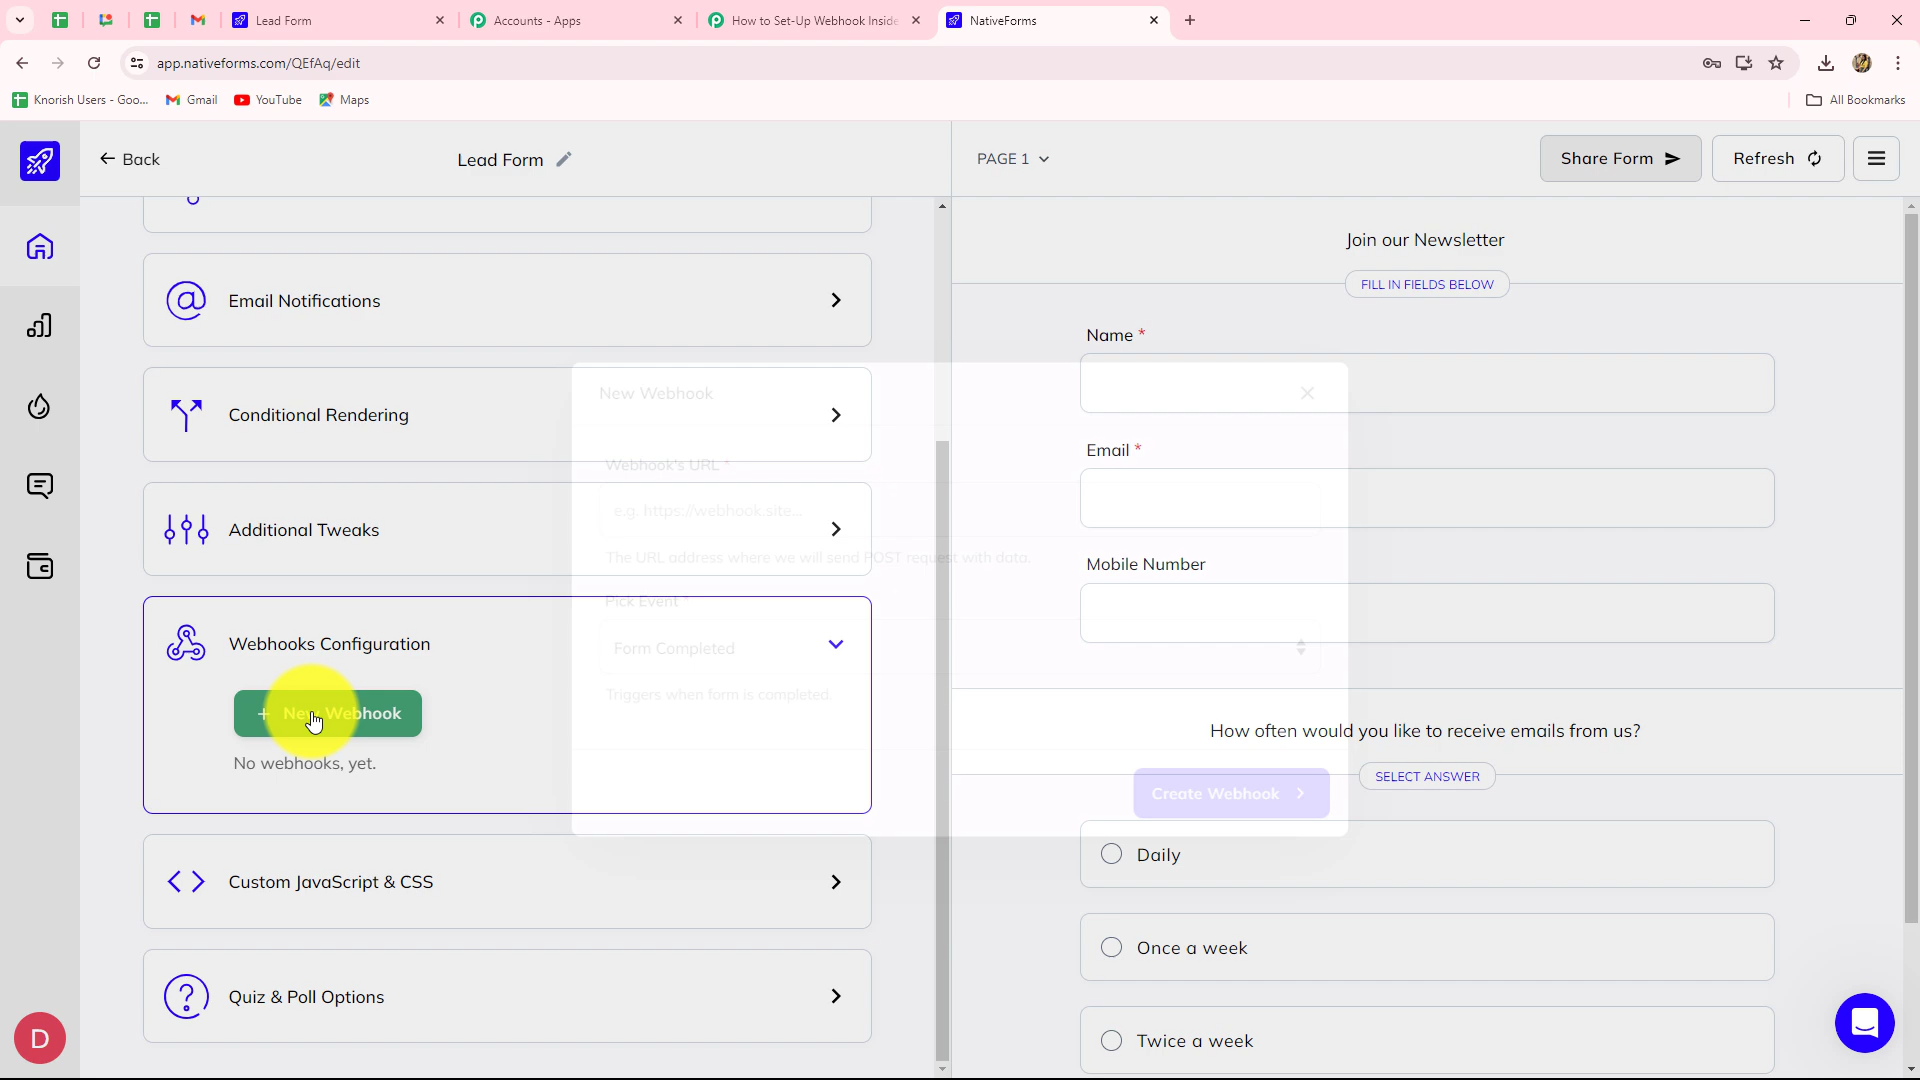 Lead Form
Accounts - Apps
How to Set-Up Webhook Inside
NativeForms
app.nativeforms.com/QEfAq/edit
Knorish Users - Goo...
Gmail
YouTube
Maps
All Bookmarks
Back
Lead Form
PAGE 1
Share Form
Refresh
Email Notifications
Conditional Rendering
Additional Tweaks
Webhooks Configuration
+ New Webhook
No webhooks, yet.
Custom JavaScript & CSS
Quiz & Poll Options
D
New Webhook
Webhook's URL *
e.g. https://webhook.site...
The URL address where we will send POST request with data.
Pick Event *
Form Completed
Triggers when form is completed.
Create Webhook
Join our Newsletter
FILL IN FIELDS BELOW
Name *
Email *
Mobile Number
How often would you like to receive emails from us?
SELECT ANSWER
Daily
Once a week
Twice a week